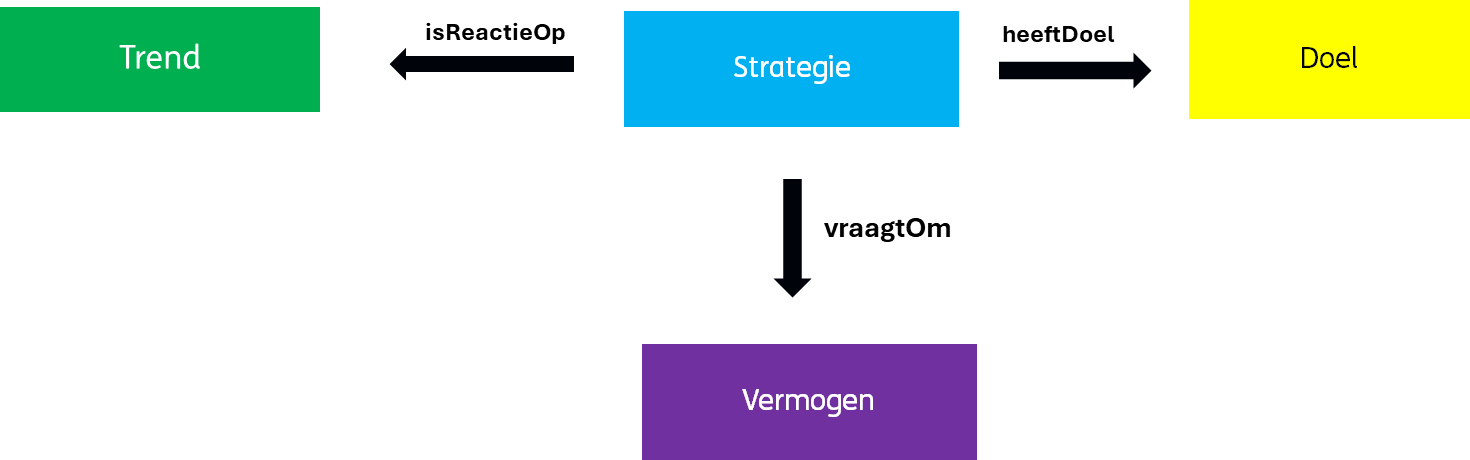 Trend
isReactieOp
Strategie
heeftDoel
Doel
vraagtOm
Vermogen